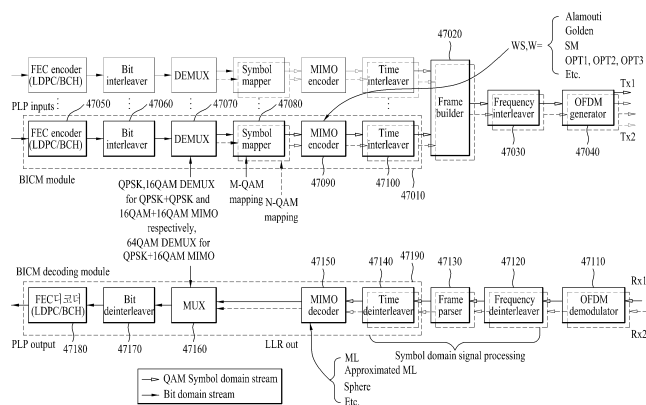 Alamouti
Golden
WS,W=
SM
OPT1, OPT2, OPT3
Etc.
47020
FEC encoder
(LDPC/BCH)
Bit
interleaver
DEMUX
Symbol
mapper
MIMO
encoder
Time
interleaver
PLP inputs
47050
47060
47070
47080
Frame
builder
Frequency
interleaver
OFDM
generator
Tx1
Tx2
47030
47040
FEC encoder
(LDPC/BCH)
Bit
interleaver
DEMUX
Symbol
mapper
MIMO
encoder
Time
interleaver
BICM module
47090
47100
47010
QPSK,16QAM DEMUX
for QPSK+QPSK and
16QAM+16QAM MIMO
respectively,
64QAM DEMUX for
QPSK+16QAM MIMO
M-QAM
mapping
N-QAM
mapping
BICM decoding module
47150
47140
47190
47130
47120
47110
Rx1
Rx2
FEC디코더
(LDPC/BCH)
Bit
deinterleaver
MUX
MIMO
decoder
Time
deinterleaver
Frame
parser
Frequency
deinterleaver
OFDM
demodulator
PLP output
47180
47170
47160
LLR out
Symbol domain signal processing
ML
Approximated ML
Sphere
Etc.
QAM Symbol domain stream
Bit domain stream